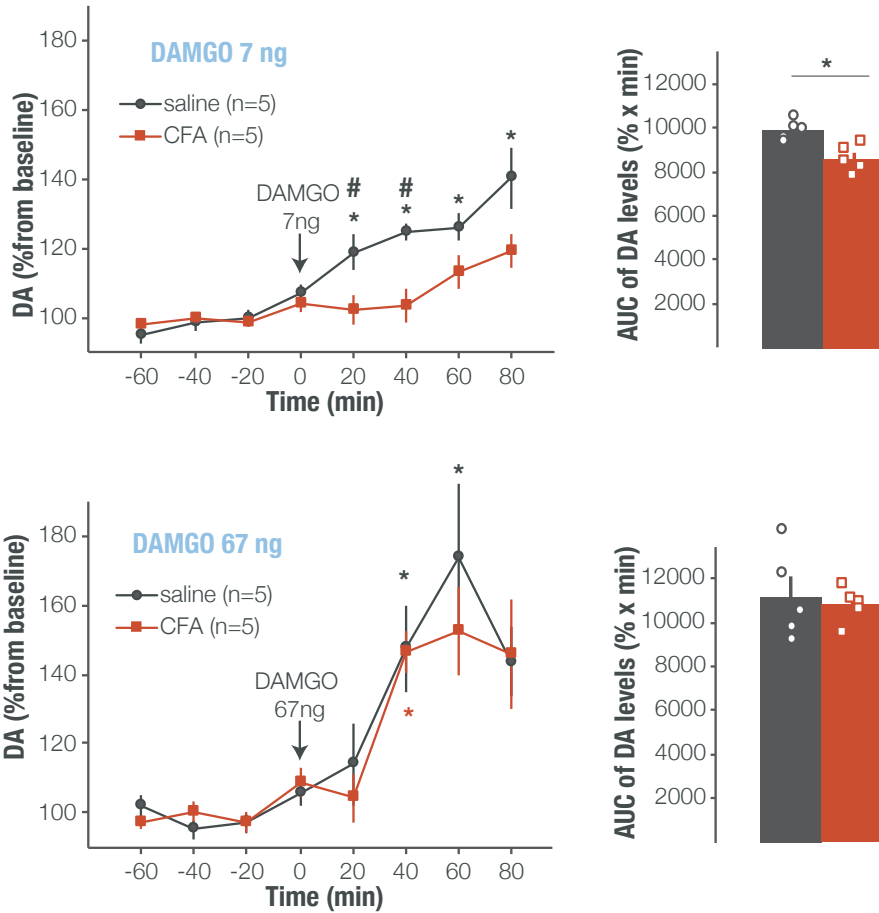 180
160
140
120
100
DA (%from baseline)
DAMGO 7 ng
saline (n=5)
CFA (n=5)
DAMGO
7ng
#
*
#
*
*
*
-60 -40 -20 0 20 40 60 80
Time (min)
AUC of DA levels (% x min)
12000
10000
8000
6000
4000
2000
*
180
160
140
120
100
DA (%from baseline)
DAMGO 67 ng
saline (n=5)
CFA (n=5)
DAMGO
67ng
*
*
*
-60 -40 -20 0 20 40 60 80
Time (min)
AUC of DA levels (% x min)
12000
10000
8000
6000
4000
2000